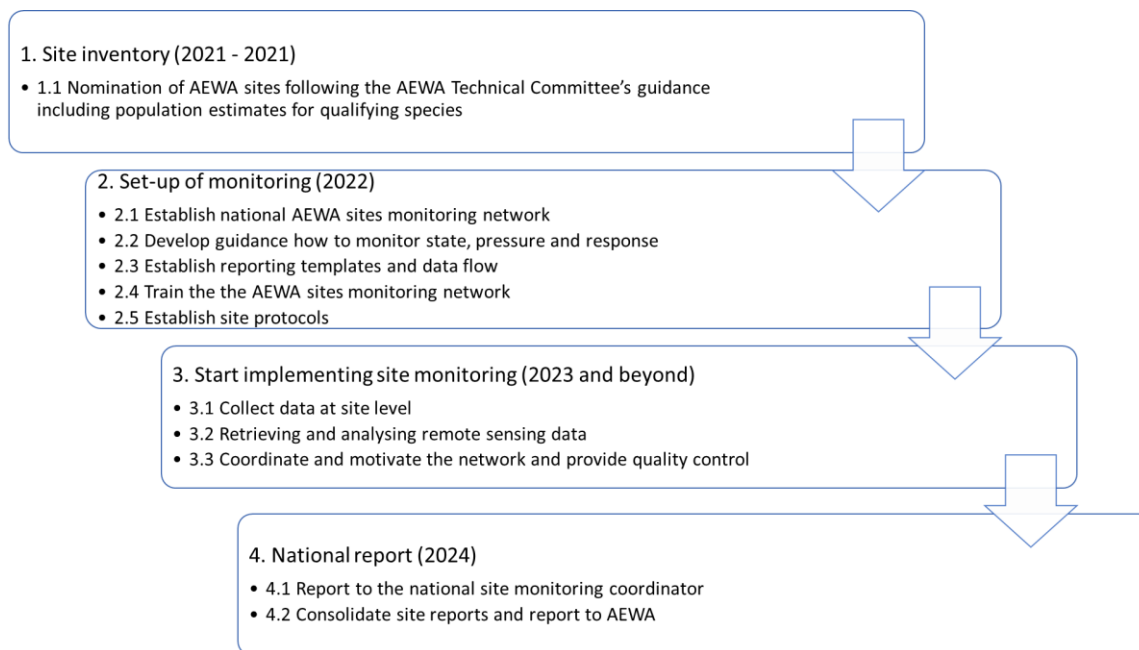 1. Site inventory (2021 - 2021)
• 1.1 Nomination of AEWA sites following the AEWA Technical Committee's guidance
including population estimates for qualifying species
2. Set-up of monitoring (2022)
• 2.1 Establish national AEWA sites monitoring network
• 2.2 Develop guidance how to monitor state, pressure and response
• 2.3 Establish reporting templates and data flow
• 2.4 Train the the AEWA sites monitoring network
• 2.5 Establish site protocols
3. Start implementing site monitoring (2023 and beyond)
• 3.1 Collect data at site level
• 3.2 Retrieving and analysing remote sensing data
• 3.3 Coordinate and motivate the network and provide quality control
4. National report (2024)
• 4.1 Report to the national site monitoring coordinator
• 4.2 Consolidate site reports and report to AEWA